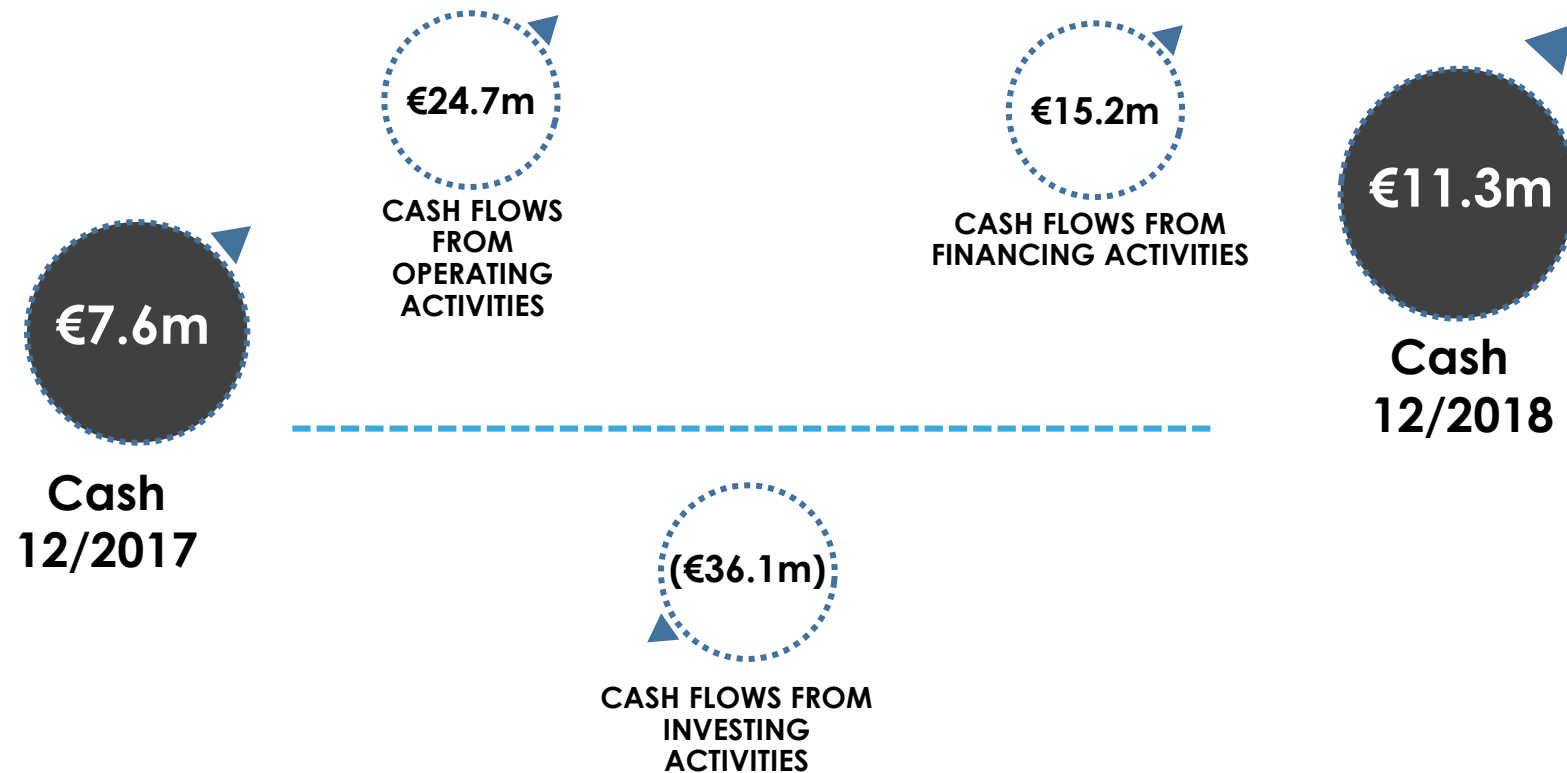 €7.6m
Cash
12/2017
€24.7m
CASH FLOWS
FROM
OPERATING
ACTIVITIES
(€36.1m)
CASH FLOWS FROM
INVESTING
ACTIVITIES
€15.2m
CASH FLOWS FROM
FINANCING ACTIVITIES
€11.3m
Cash
12/2018